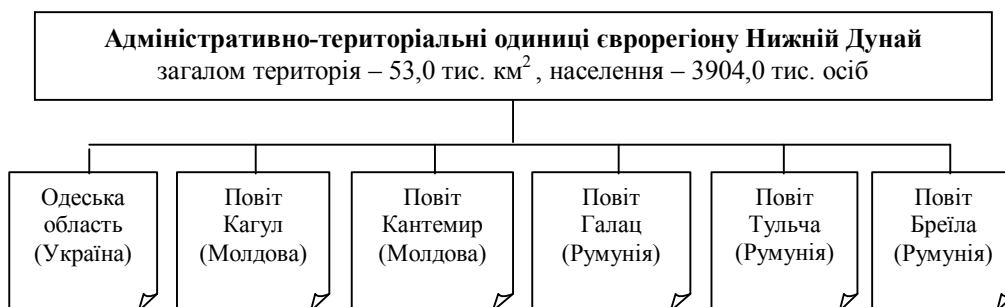 Адміністративно-територіальні одиниці єврорегіону Нижній Дунай
загалом територія – 53,0 тис. км², населення – 3904,0 тис. осіб
Одеська
область
(Україна)
Повіт
Кагул
(Молдова)
Повіт
Кантемир
(Молдова)
Повіт
Галац
(Румунія)
Повіт
Тульча
(Румунія)
Повіт
Бреїла
(Румунія)